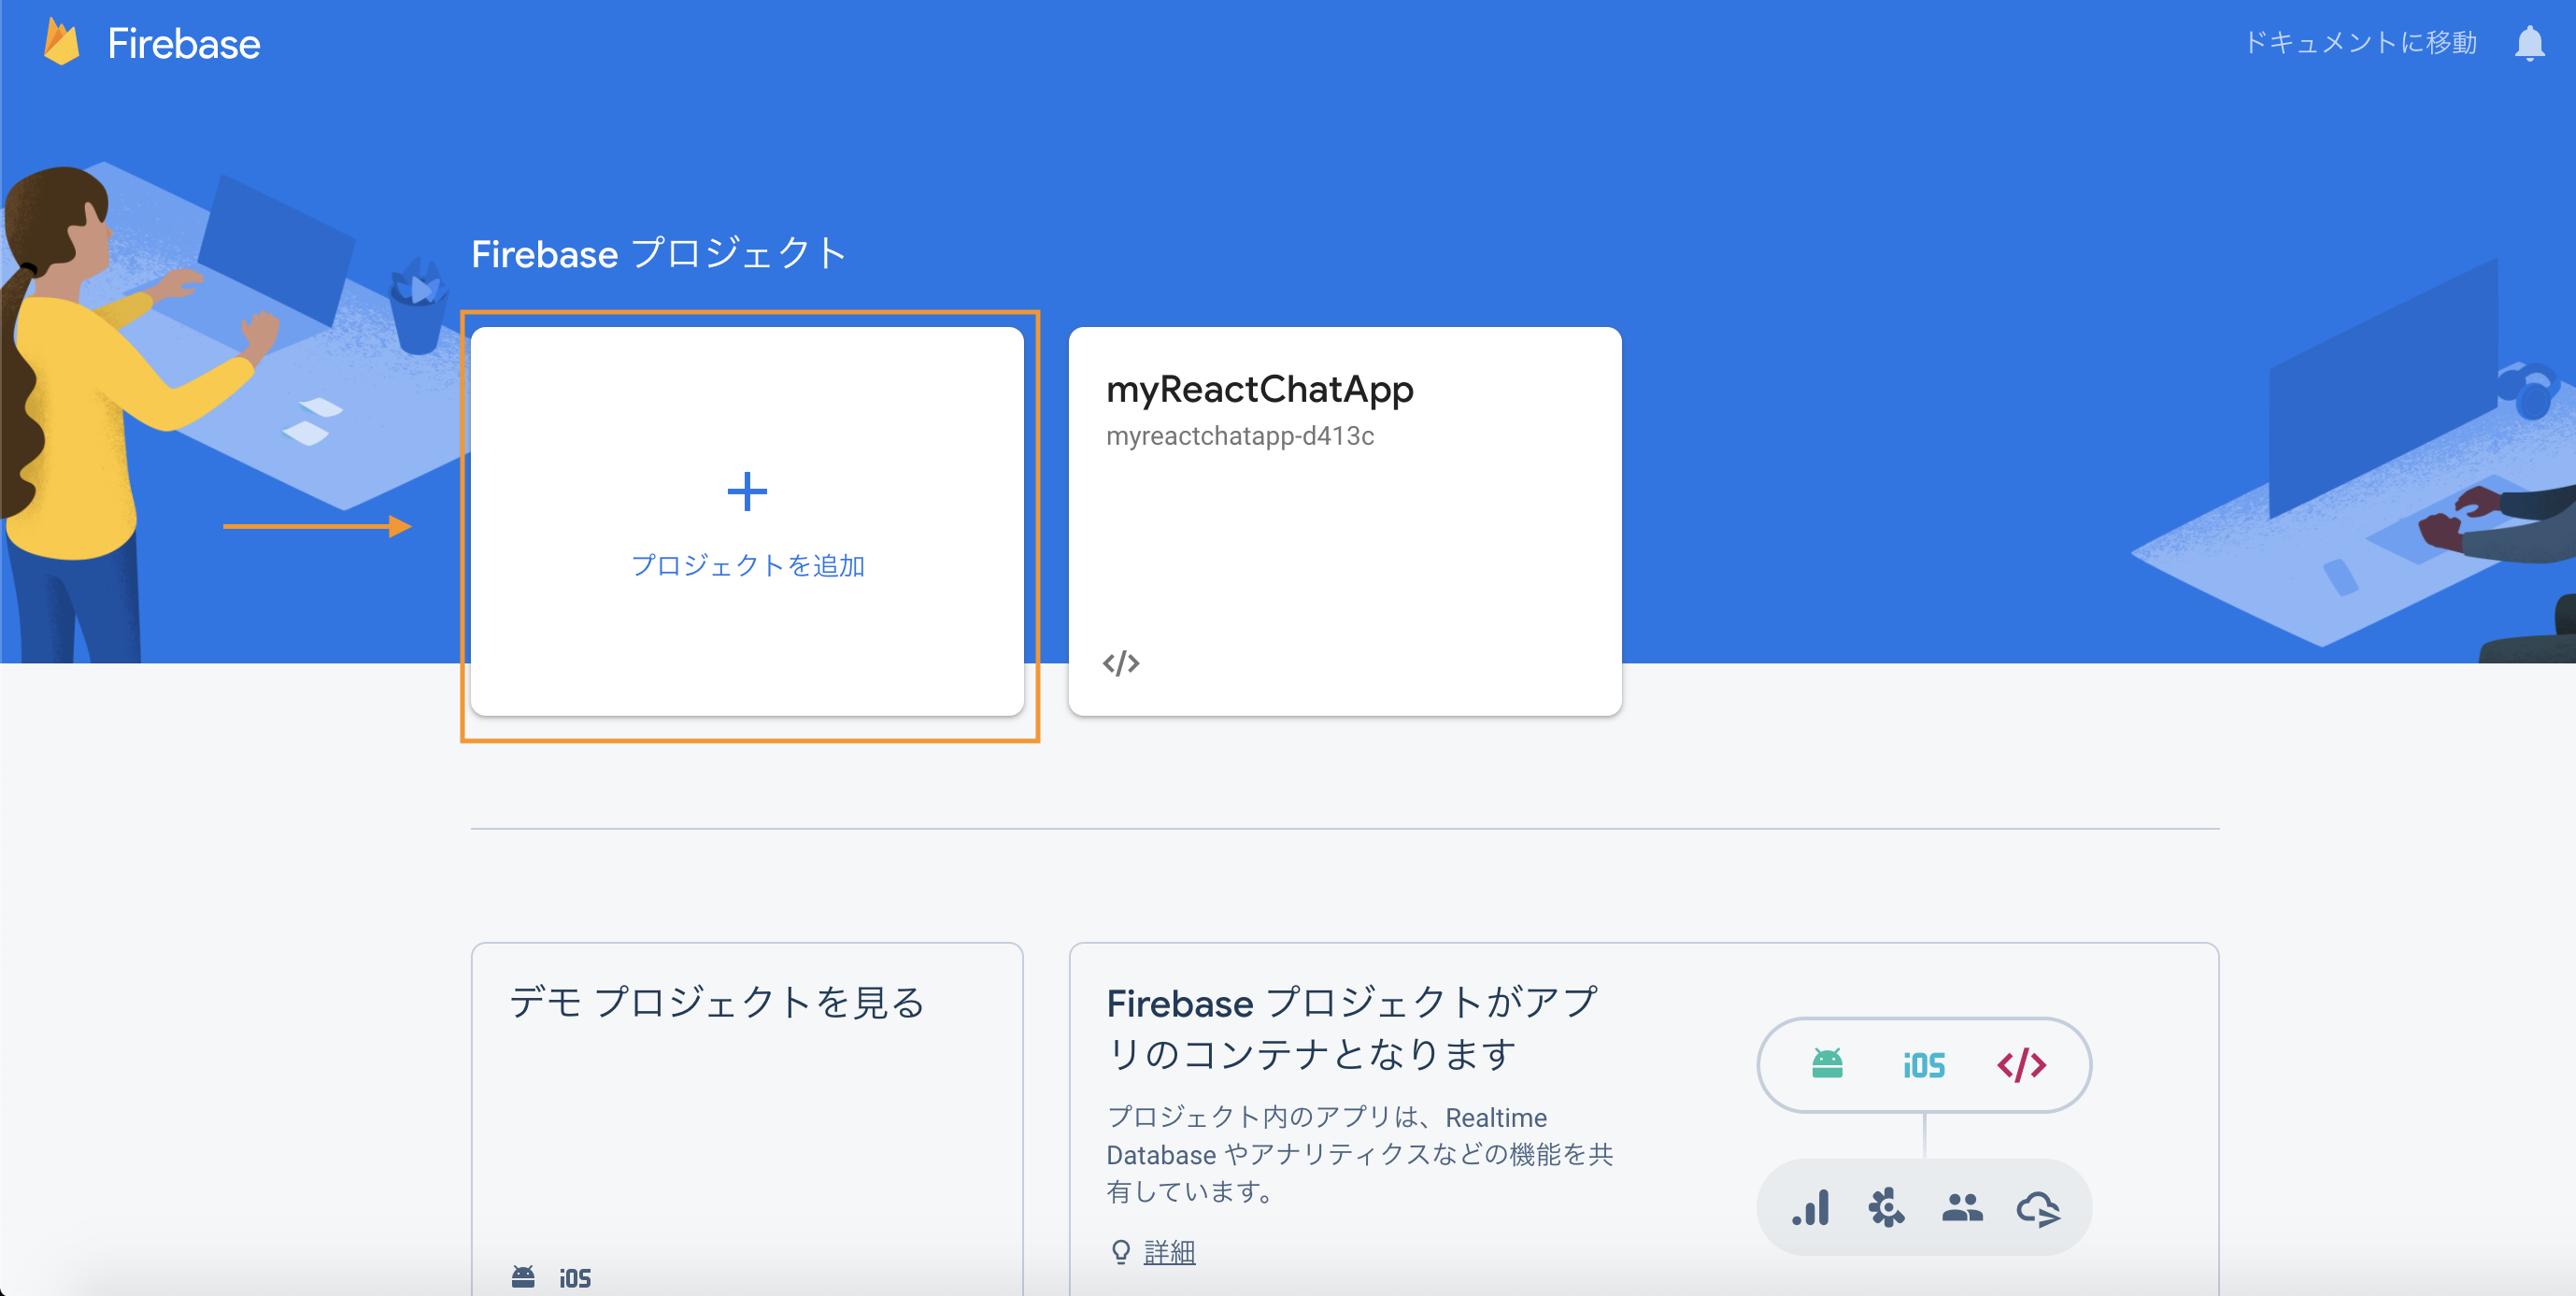 Firebase
ドキュメントに移動
Firebase プロジェクト
プロジェクトを追加
myReactChatApp
myreactchatapp-d413c
デモ プロジェクトを見る
iOS
Firebase プロジェクトがアプ
リのコンテナとなります
プロジェクト内のアプリは、Realtime
Database やアナリティクスなどの機能を共
有しています。
詳細
iOS